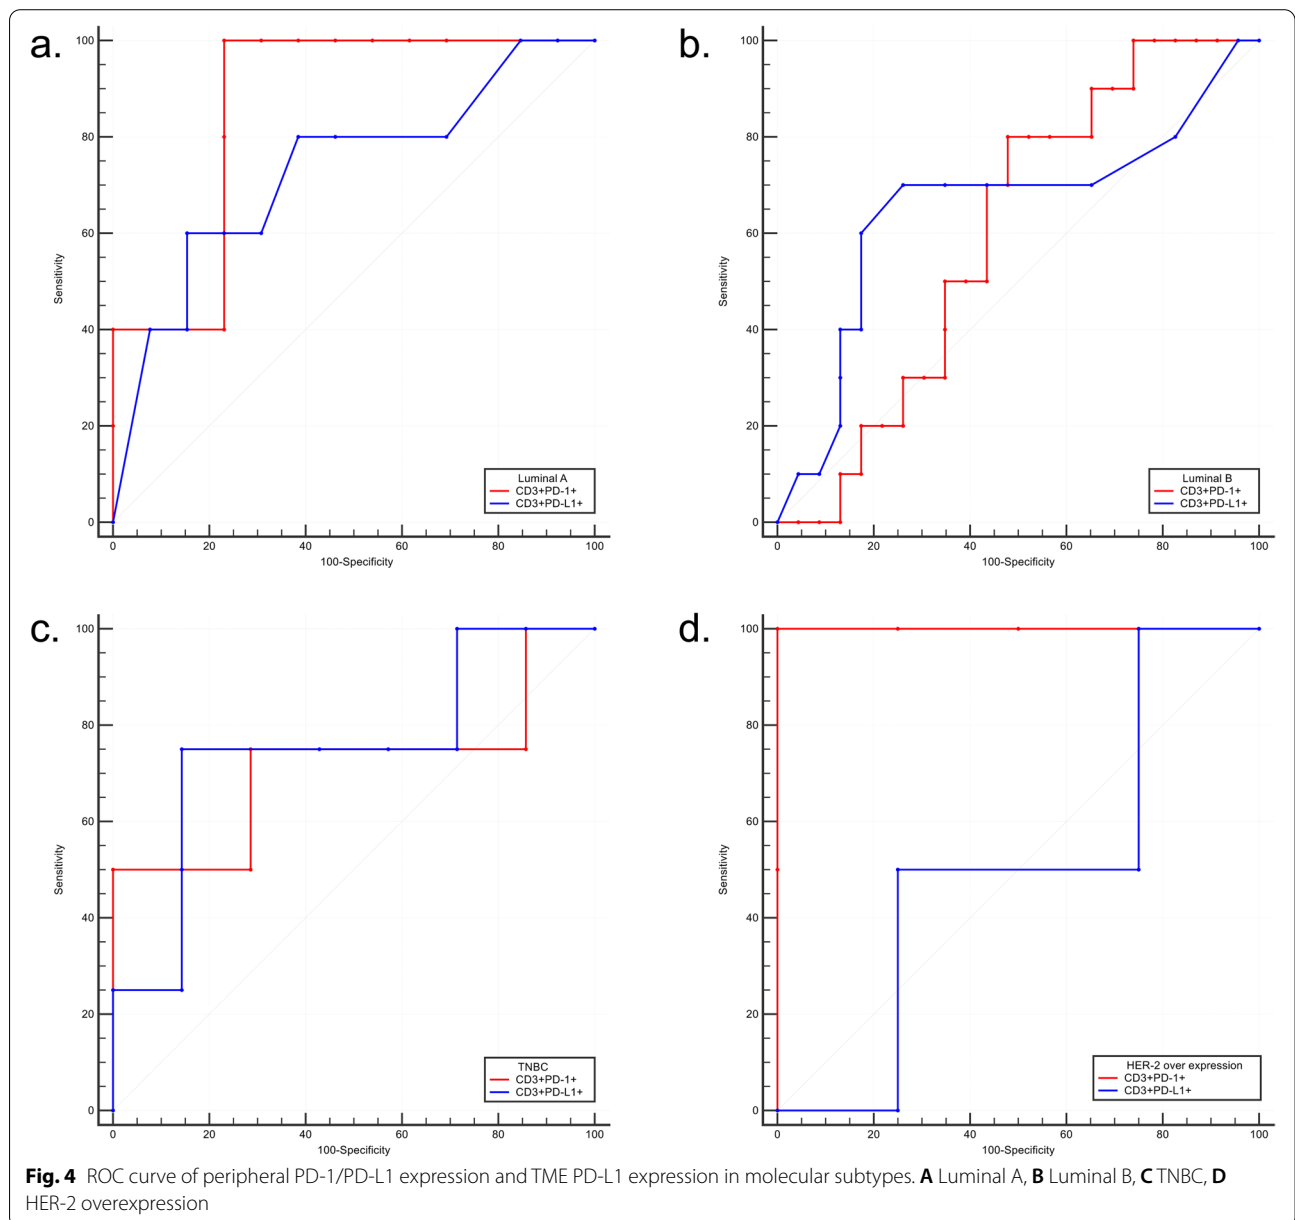 a.
100
80
60
40
20
0
Sensitivity
Luminal A
CD3+PD-1+
CD3+PD-L1+
0 20 40 60 80 100
100-Specificity
b.
100
80
60
40
20
0
Sensitivity
Luminal B
CD3+PD-1+
CD3+PD-L1+
0 20 40 60 80 100
100-Specificity
c.
100
80
60
40
20
0
Sensitivity
TNBC
CD3+PD-1+
CD3+PD-L1+
0 20 40 60 80 100
100-Specificity
d.
100
80
60
40
20
0
Sensitivity
HER-2 over expression
CD3+PD-1+
CD3+PD-L1+
0 20 40 60 80 100
100-Specificity
Fig. 4 ROC curve of peripheral PD-1/PD-L1 expression and TME PD-L1 expression in molecular subtypes. A Luminal A, B Luminal B, C TNBC, D
HER-2 overexpression